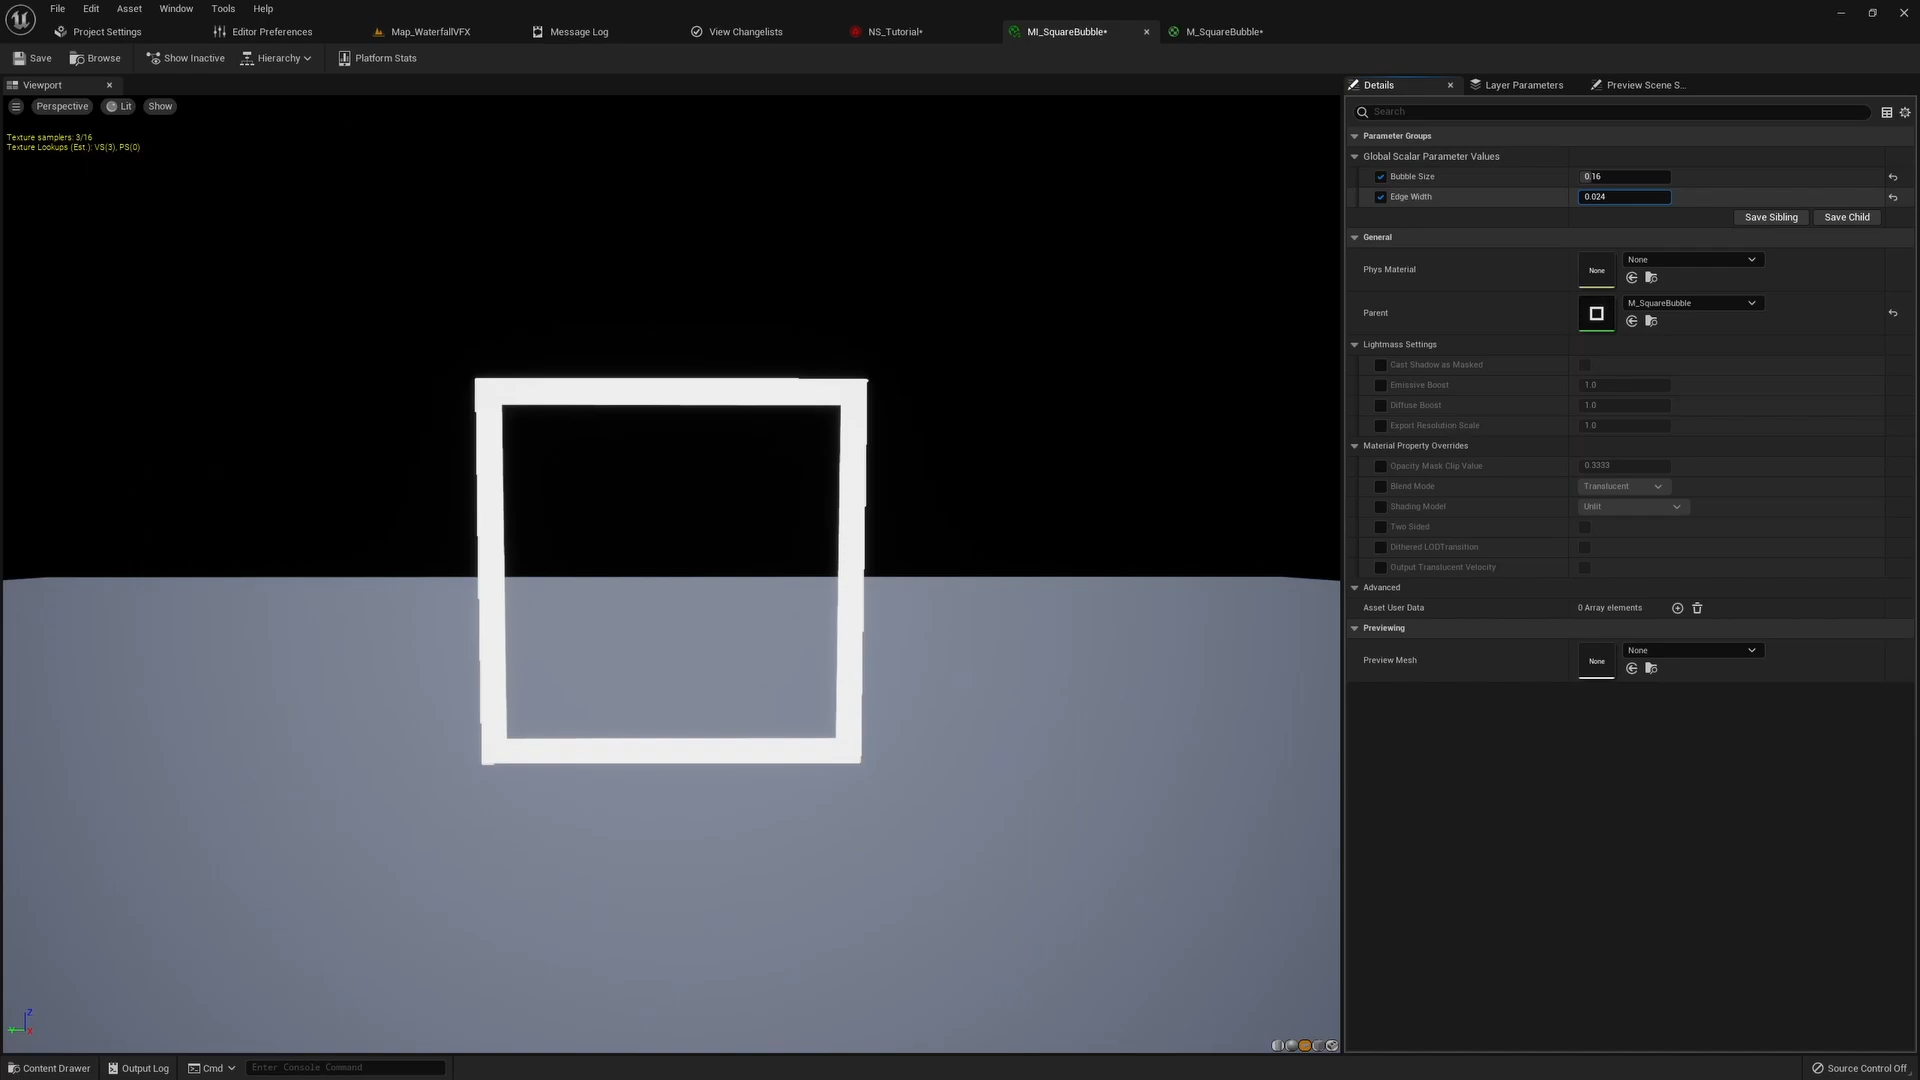 File Edit Asset Window Tools Help
Project Settings Editor Preferences Map_WaterfallVFX Message Log View Changelists NS_Tutorial* MI_SquareBubble* M_SquareBubble*
Save Browse Show Inactive Hierarchy Platform Stats
Viewport
Perspective Lit Show
Texture samplers: 3/16
Texture Lookups (Est.): VS(3), PS(0)
Z
Y X
Details Layer Parameters Preview Scene S...
Search
Parameter Groups
Global Scalar Parameter Values
Bubble Size 0.16
Edge Width 0.024
Save Sibling Save Child
General
Phys Material None None
Parent M_SquareBubble
Lightmass Settings
Cast Shadow as Masked
Emissive Boost 1.0
Diffuse Boost 1.0
Export Resolution Scale 1.0
Material Property Overrides
Opacity Mask Clip Value 0.3333
Blend Mode Translucent
Shading Model Unlit
Two Sided
Dithered LODTransition
Output Translucent Velocity
Advanced
Asset User Data 0 Array elements
Previewing
Preview Mesh None None
Content Drawer Output Log Cmd Enter Console Command Source Control Off